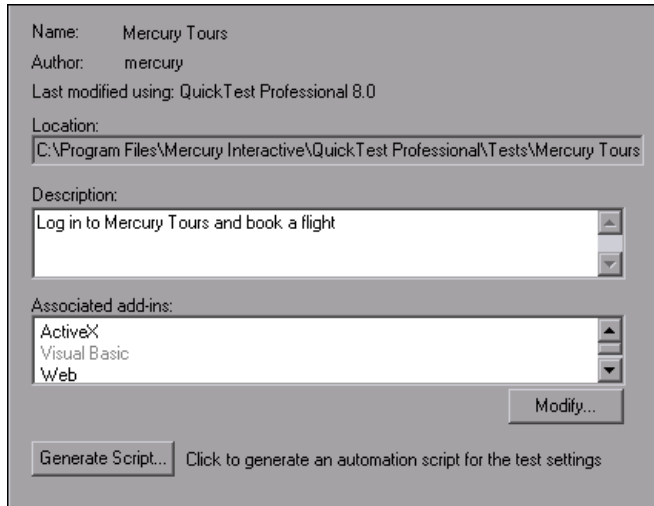 Name: Mercury Tours
Author: mercury
Last modified using: QuickTest Professional 8.0
Location:
C:\Program Files\Mercury Interactive\QuickTest Professional\Tests\Mercury Tours
Description:
Log in to Mercury Tours and book a flight
Associated add-ins:
ActiveX
Visual Basic
Web
Modify...
Generate Script... Click to generate an automation script for the test settings